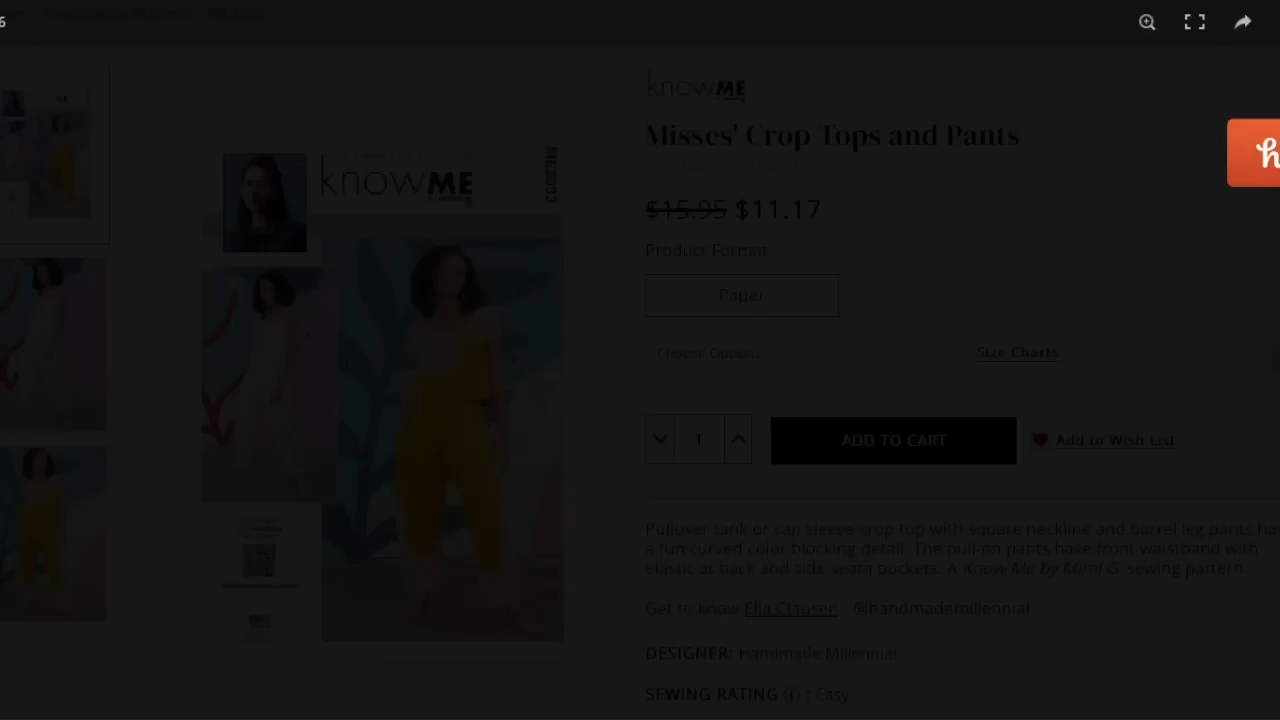 6
knowME
Misses' Crop Tops and Pants
knowME
ME2033
$15.95 $11.17
Product Format
Paper
Choose Options
Size Charts
1
ADD TO CART
Add to Wish List
Pullover tank or cap sleeve crop top with square neckline and barrel leg pants ha
a fun curved color blocking detail. The pull-on pants have front waistband with
elastic at back and side seam pockets. A Know Me by Mimi G sewing pattern.
Get to know Elia Clauser @handmademillennial
DESIGNER: Handmade Millennial
SEWING RATING ⓘ : Easy
h